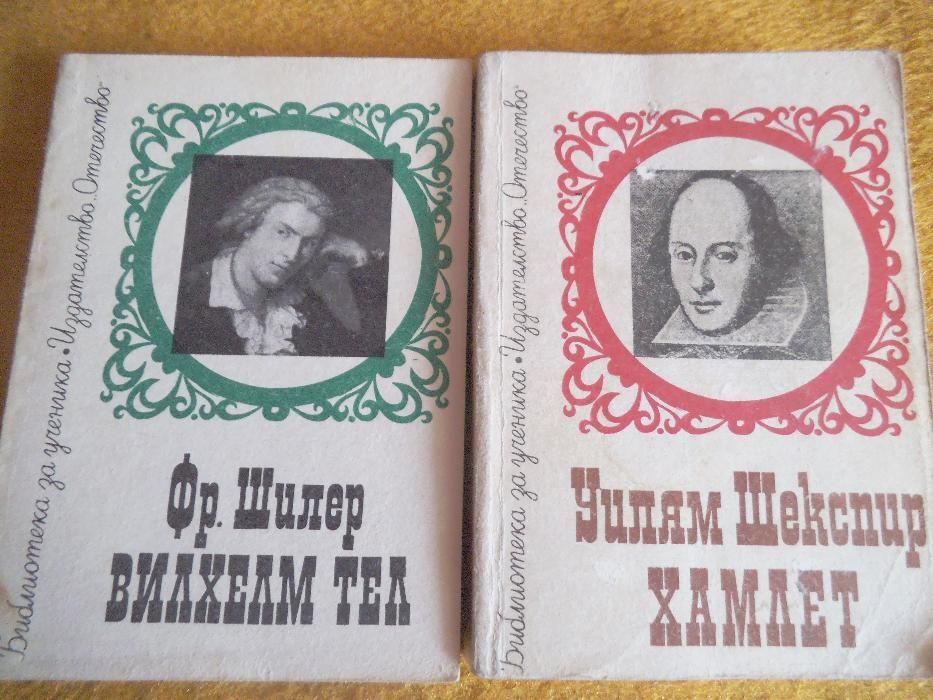 Библиотека за ученика • Издателство „Отечество“
Фр. Шилер
ВИЛХЕЛМ ТЕЛ
Библиотека за ученика • Издателство „Отечество“
Уилям Шекспир
ХАМЛЕТ